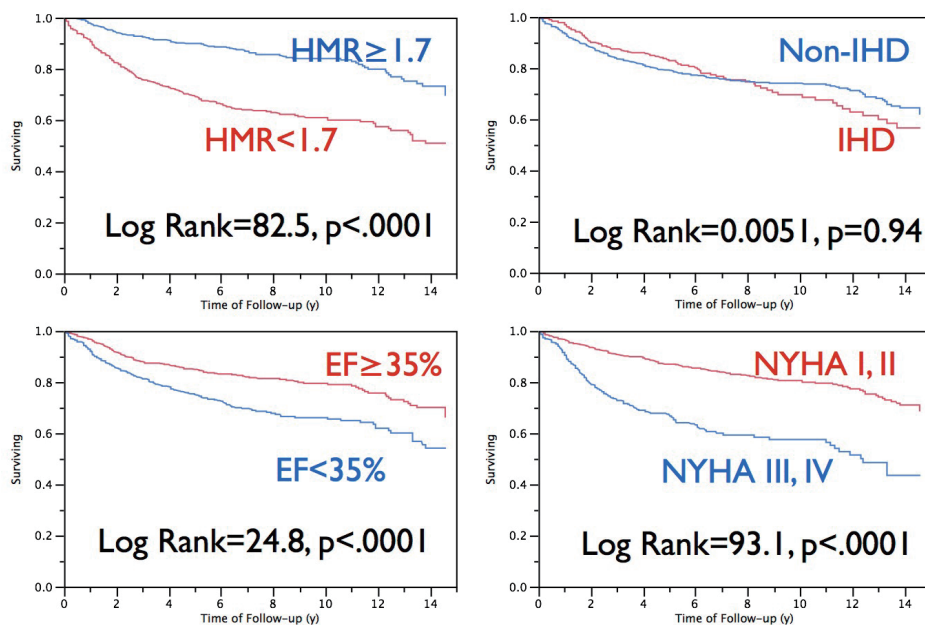 1.0
0.8
0.6
0.4
0.2
0.0
Surviving
HMR≥1.7
HMR<1.7
Log Rank=82.5, p<.0001
0 2 4 6 8 10 12 14
Time of Follow-up (y)
1.0
0.8
0.6
0.4
0.2
0.0
Surviving
Non-IHD
IHD
Log Rank=0.0051, p=0.94
0 2 4 6 8 10 12 14
Time of Follow-up (y)
1.0
0.8
0.6
0.4
0.2
0.0
Surviving
EF≥35%
EF<35%
Log Rank=24.8, p<.0001
0 2 4 6 8 10 12 14
Time of Follow-up (y)
1.0
0.8
0.6
0.4
0.2
0.0
Surviving
NYHA I, II
NYHA III, IV
Log Rank=93.1, p<.0001
0 2 4 6 8 10 12 14
Time of Follow-up (y)